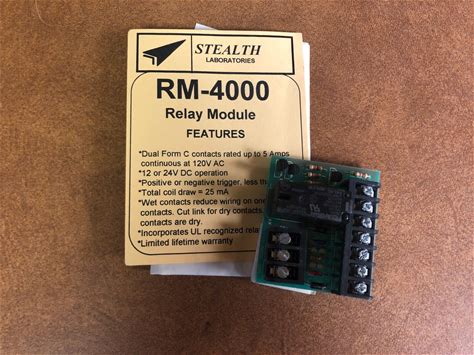 STEALTH
LABORATORIES
RM-4000
Relay Module
FEATURES
*Dual Form C contacts rated up to 5 Amps
continuous at 120V AC
*12 or 24V DC operation
*Positive or negative trigger, less tha
*Total coil draw = 25 mA
*Wet contacts reduce wiring on one
contacts. Cut link for dry contacts.
contacts are dry.
*Incorporates UL recognized relay
*Limited lifetime warranty